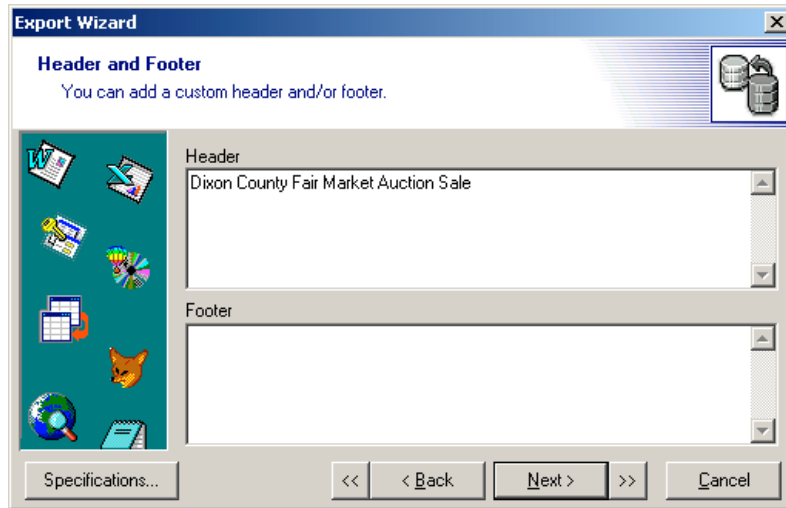 Export Wizard
Header and Footer
You can add a custom header and/or footer.
Header
Dixon County Fair Market Auction Sale
Footer
Specifications...
<<
< Back
Next >
>>
Cancel